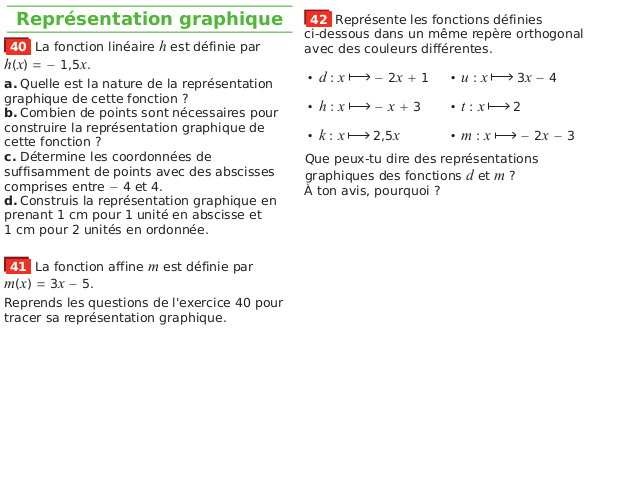 Représentation graphique
40 La fonction linéaire h est définie par
h(x) = − 1,5x.
a. Quelle est la nature de la représentation
graphique de cette fonction ?
b. Combien de points sont nécessaires pour
construire la représentation graphique de
cette fonction ?
c. Détermine les coordonnées de
suffisamment de points avec des abscisses
comprises entre − 4 et 4.
d. Construis la représentation graphique en
prenant 1 cm pour 1 unité en abscisse et
1 cm pour 2 unités en ordonnée.
41 La fonction affine m est définie par
m(x) = 3x − 5.
Reprends les questions de l'exercice 40 pour
tracer sa représentation graphique.
42 Représente les fonctions définies
ci-dessous dans un même repère orthogonal
avec des couleurs différentes.
• d : x ⟼ − 2x + 1 • u : x ⟼ 3x − 4
• h : x ⟼ − x + 3 • t : x ⟼ 2
• k : x ⟼ 2,5x • m : x ⟼ − 2x − 3
Que peux-tu dire des représentations
graphiques des fonctions d et m ?
À ton avis, pourquoi ?